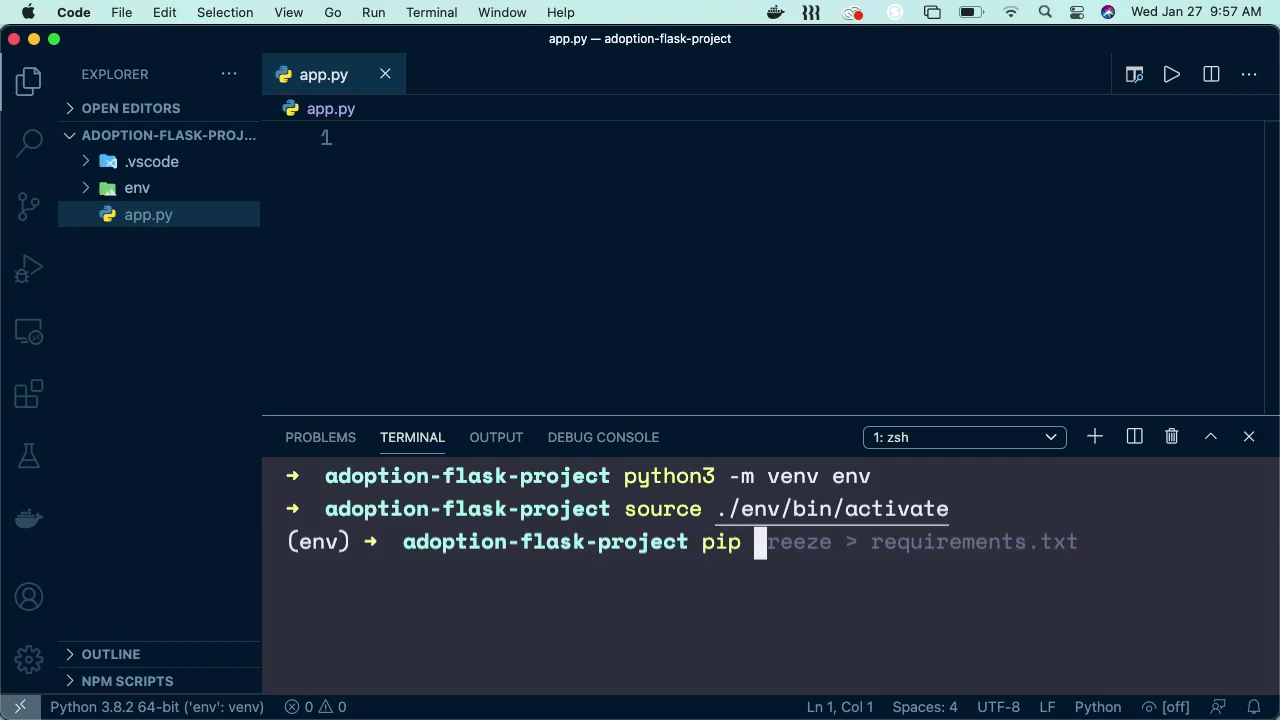 Code File Edit Selection View Go Run Terminal Window Help Wed Jan 27 9:57 AM
app.py — adoption-flask-project
EXPLORER
app.py
OPEN EDITORS
app.py
ADOPTION-FLASK-PROJ...
1
.vscode
env
app.py
PROBLEMS TERMINAL OUTPUT DEBUG CONSOLE 1: zsh
➜ adoption-flask-project python3 -m venv env
➜ adoption-flask-project source ./env/bin/activate
(env) ➜ adoption-flask-project pip reeze > requirements.txt
OUTLINE
NPM SCRIPTS
Python 3.8.2 64-bit ('env': venv) 0 0 Ln 1, Col 1 Spaces: 4 UTF-8 LF Python [off]